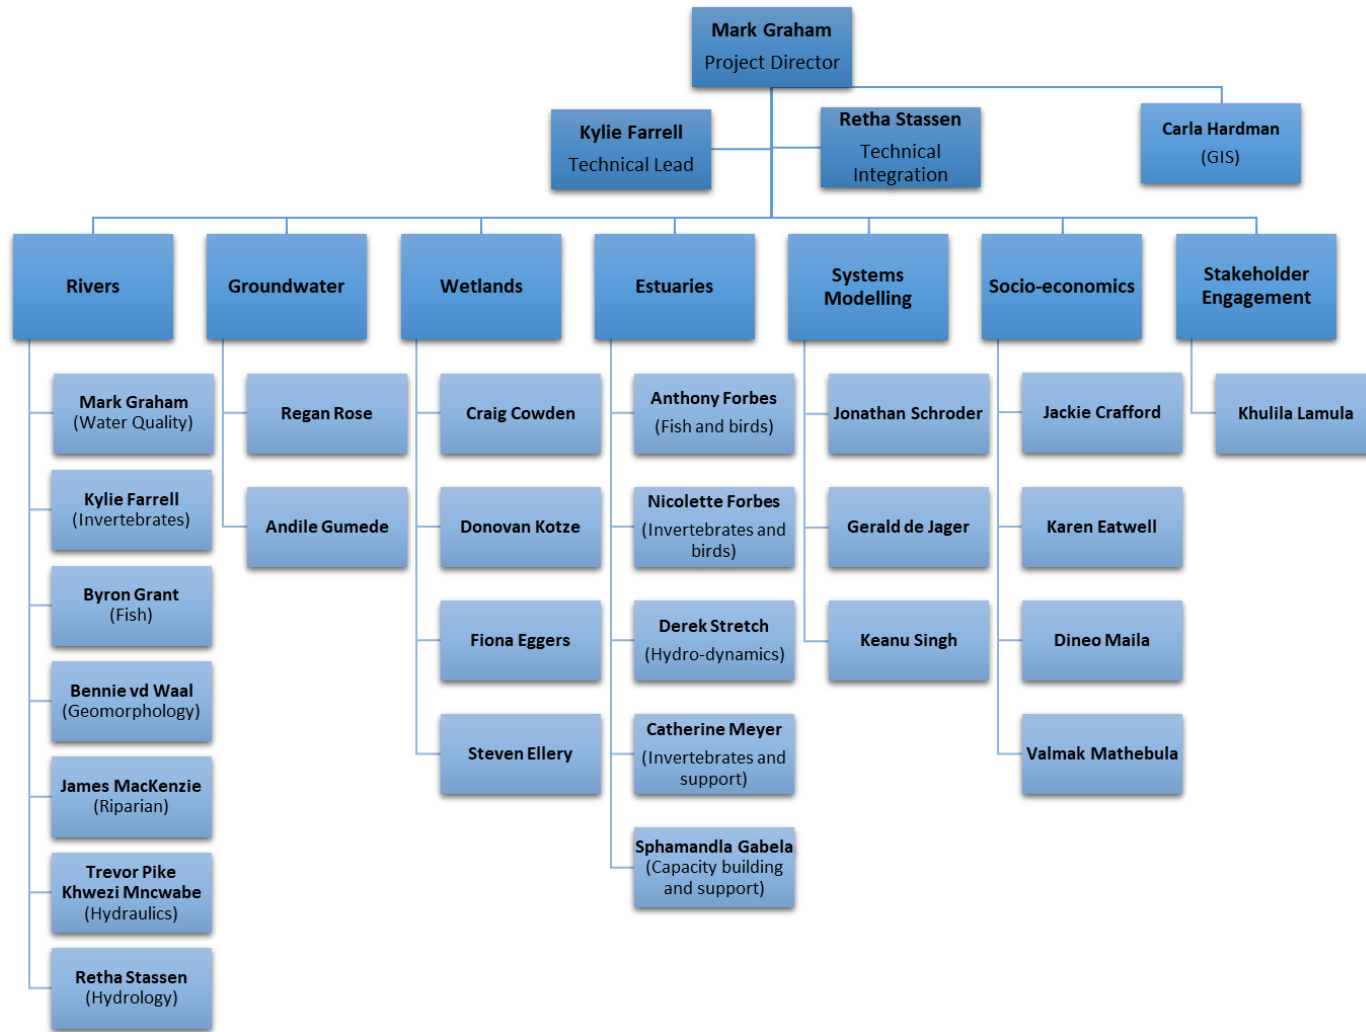 Mark Graham
Project Director
Kylie Farrell
Technical Lead
Retha Stassen
Technical
Integration
Carla Hardman
(GIS)
Rivers
Groundwater
Wetlands
Estuaries
Systems
Modelling
Socio-economics
Stakeholder
Engagement
Mark Graham
(Water Quality)
Kylie Farrell
(Invertebrates)
Byron Grant
(Fish)
Bennie vd Waal
(Geomorphology)
James MacKenzie
(Riparian)
Trevor Pike
Khwezi Mncwabe
(Hydraulics)
Retha Stassen
(Hydrology)
Regan Rose
Andile Gumede
Craig Cowden
Donovan Kotze
Fiona Eggers
Steven Ellery
Anthony Forbes
(Fish and birds)
Nicolette Forbes
(Invertebrates and
birds)
Derek Stretch
(Hydro-dynamics)
Catherine Meyer
(Invertebrates and
support)
Sphamandla Gabela
(Capacity building
and support)
Jonathan Schroder
Gerald de Jager
Keanu Singh
Jackie Crafford
Karen Eatwell
Dineo Maila
Valmak Mathebula
Khulila Lamula